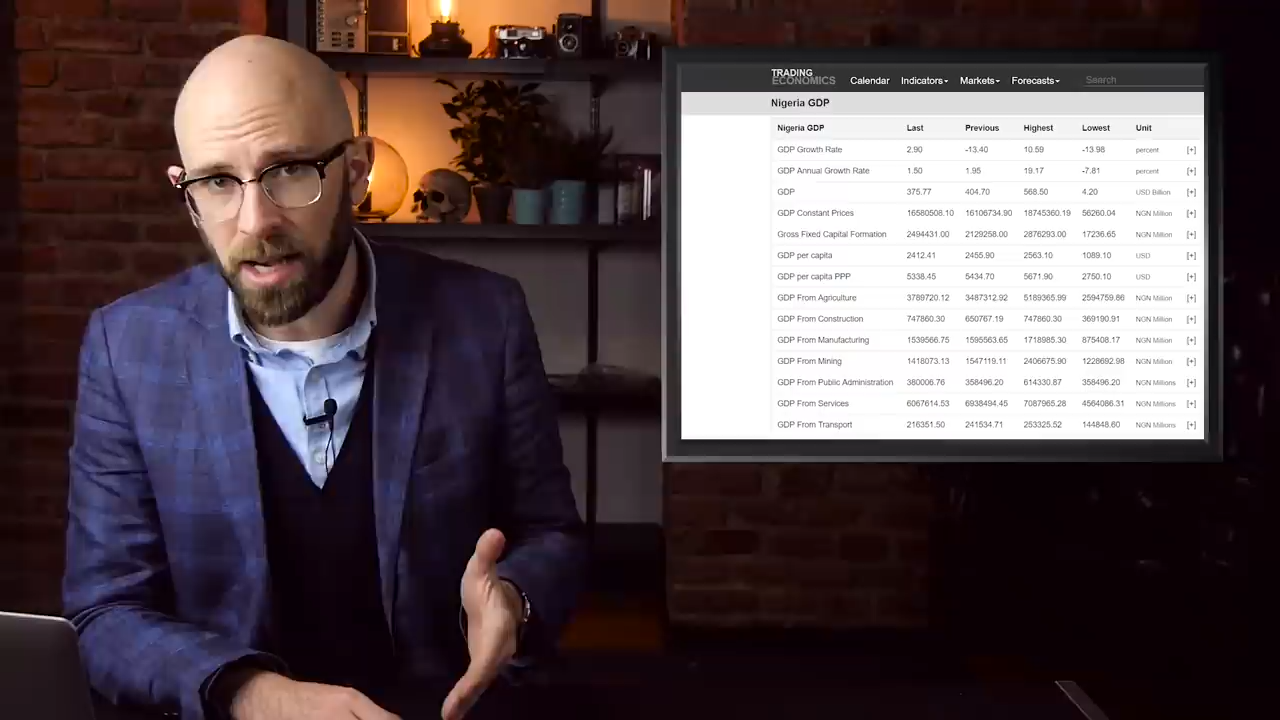 TRADING
ECONOMICS
Calendar Indicators Markets Forecasts Search
Nigeria GDP
Nigeria GDP Last Previous Highest Lowest Unit
GDP Growth Rate 2.90 -13.40 10.59 -13.98 percent [+]
GDP Annual Growth Rate 1.50 1.95 19.17 -7.81 percent [+]
GDP 375.77 404.70 568.50 4.20 USD Billion [+]
GDP Constant Prices 16580508.10 16106734.90 18745360.19 56260.04 NGN Million [+]
Gross Fixed Capital Formation 2494431.00 2129258.00 2876293.00 17236.65 NGN Million [+]
GDP per capita 2412.41 2455.90 2563.10 1089.10 USD [+]
GDP per capita PPP 5338.45 5434.70 5671.90 2750.10 USD [+]
GDP From Agriculture 3789720.12 3487312.92 5189365.99 2594759.86 NGN Million [+]
GDP From Construction 747860.30 650767.19 747860.30 369190.91 NGN Million [+]
GDP From Manufacturing 1539566.75 1595563.65 1718985.30 875408.17 NGN Million [+]
GDP From Mining 1418073.13 1547119.11 2406675.90 1228692.98 NGN Million [+]
GDP From Public Administration 380006.76 358496.20 614330.87 358496.20 NGN Millions [+]
GDP From Services 6067614.53 6938494.45 7087965.28 4564086.31 NGN Millions [+]
GDP From Transport 216351.50 241534.71 253325.52 144848.60 NGN Millions [+]